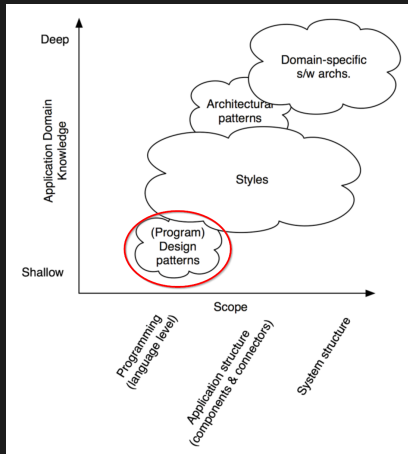 Deep
Domain-specific
s/w archs.
Architectural
patterns
Application Domain
Knowledge
Styles
(Program)
Design
patterns
Shallow
Scope
Programming
(language level)
Application structure
(components & connectors)
System structure